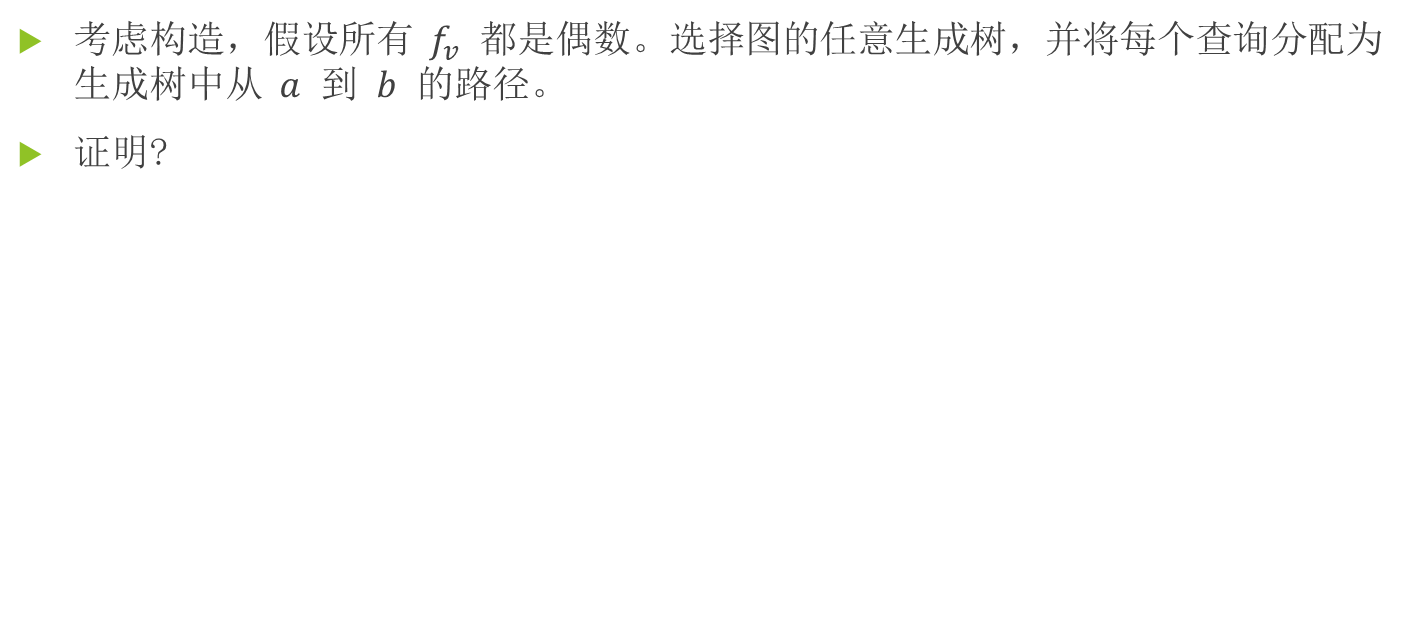 考虑构造，假设所有 f_v 都是偶数。选择图的任意生成树，并将每个查询分配为
生成树中从 a 到 b 的路径。
证明？